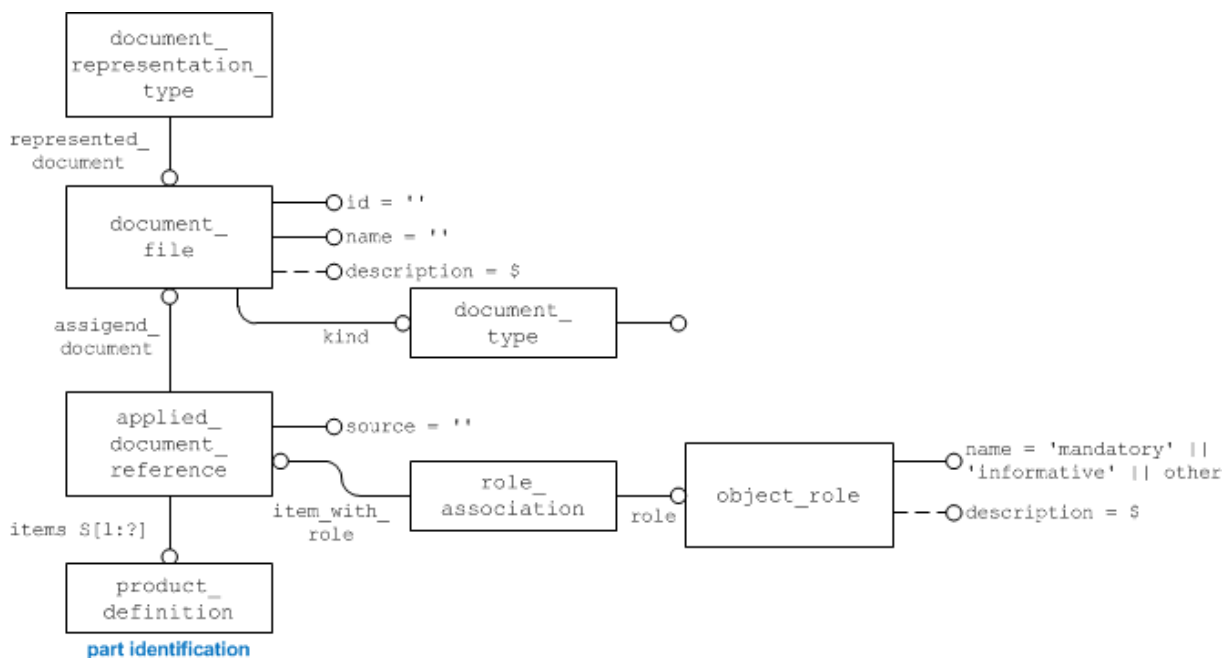 document_
representation_
type
represented_
document
document_
file
id = ''
name = ''
description = $
assigend_
document
kind
document_
type
applied_
document_
reference
source = ''
item_with_
role
role_
association
role
object_role
name = 'mandatory' ||
'informative' || other
description = $
items S[1:?]
product_
definition
part identification